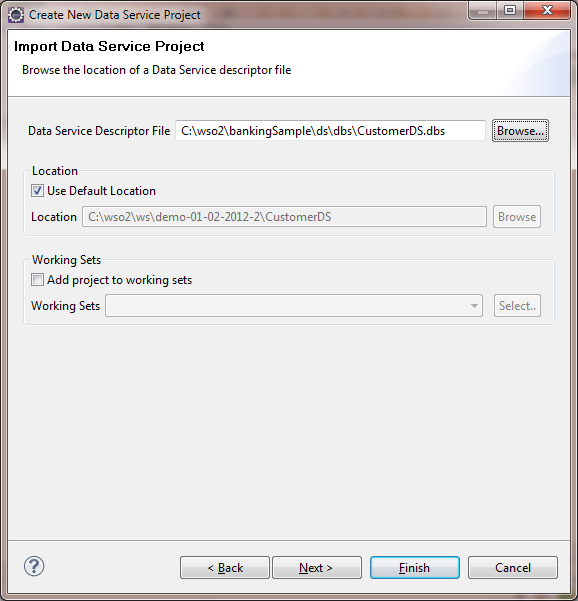 Create New Data Service Project
Import Data Service Project
Browse the location of a Data Service descriptor file
Data Service Descriptor File C:\wso2\bankingSample\ds\dbs\CustomerDS.dbs Browse...
Location
Use Default Location
Location C:\wso2\ws\demo-01-02-2012-2\CustomerDS Browse
Working Sets
Add project to working sets
Working Sets Select..
? < Back Next > Finish Cancel